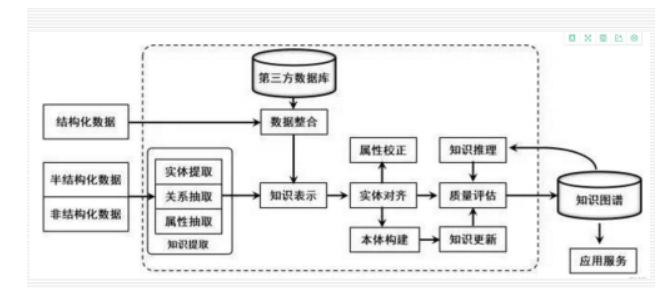 第三方数据库
结构化数据
数据整合
属性校正
知识推理
半结构化数据
非结构化数据
实体提取
关系抽取
属性抽取
知识提取
知识表示
实体对齐
质量评估
知识图谱
本体构建
知识更新
应用服务